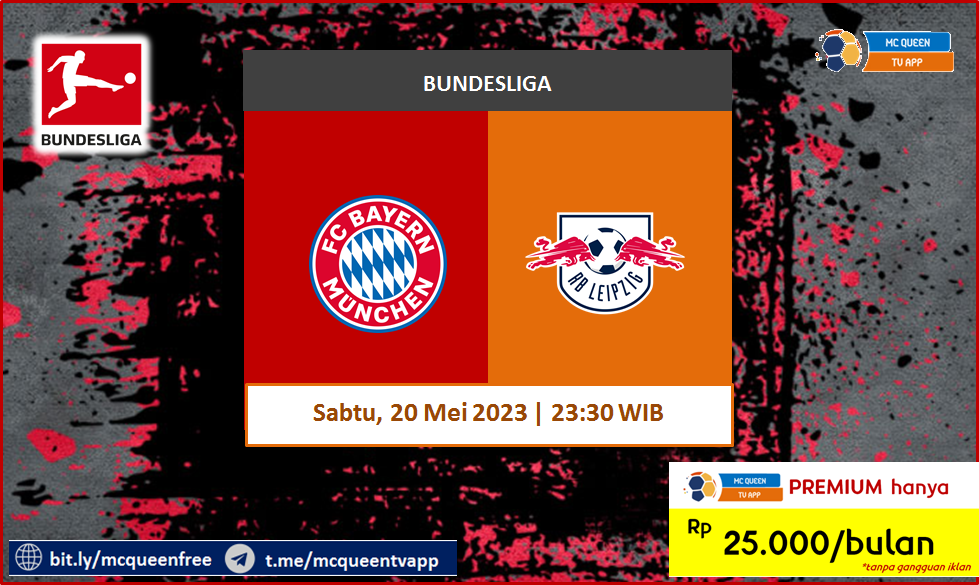 BUNDESLIGA
MC QUEEN
TV APP
BUNDESLIGA
FC BAYERN
MÜNCHEN
RB LEIPZIG
Sabtu, 20 Mei 2023 | 23:30 WIB
MC QUEEN
TV APP
PREMIUM hanya
Rp 25.000/bulan
*tanpa gangguan iklan
bit.ly/mcqueenfree
t.me/mcqueentvapp